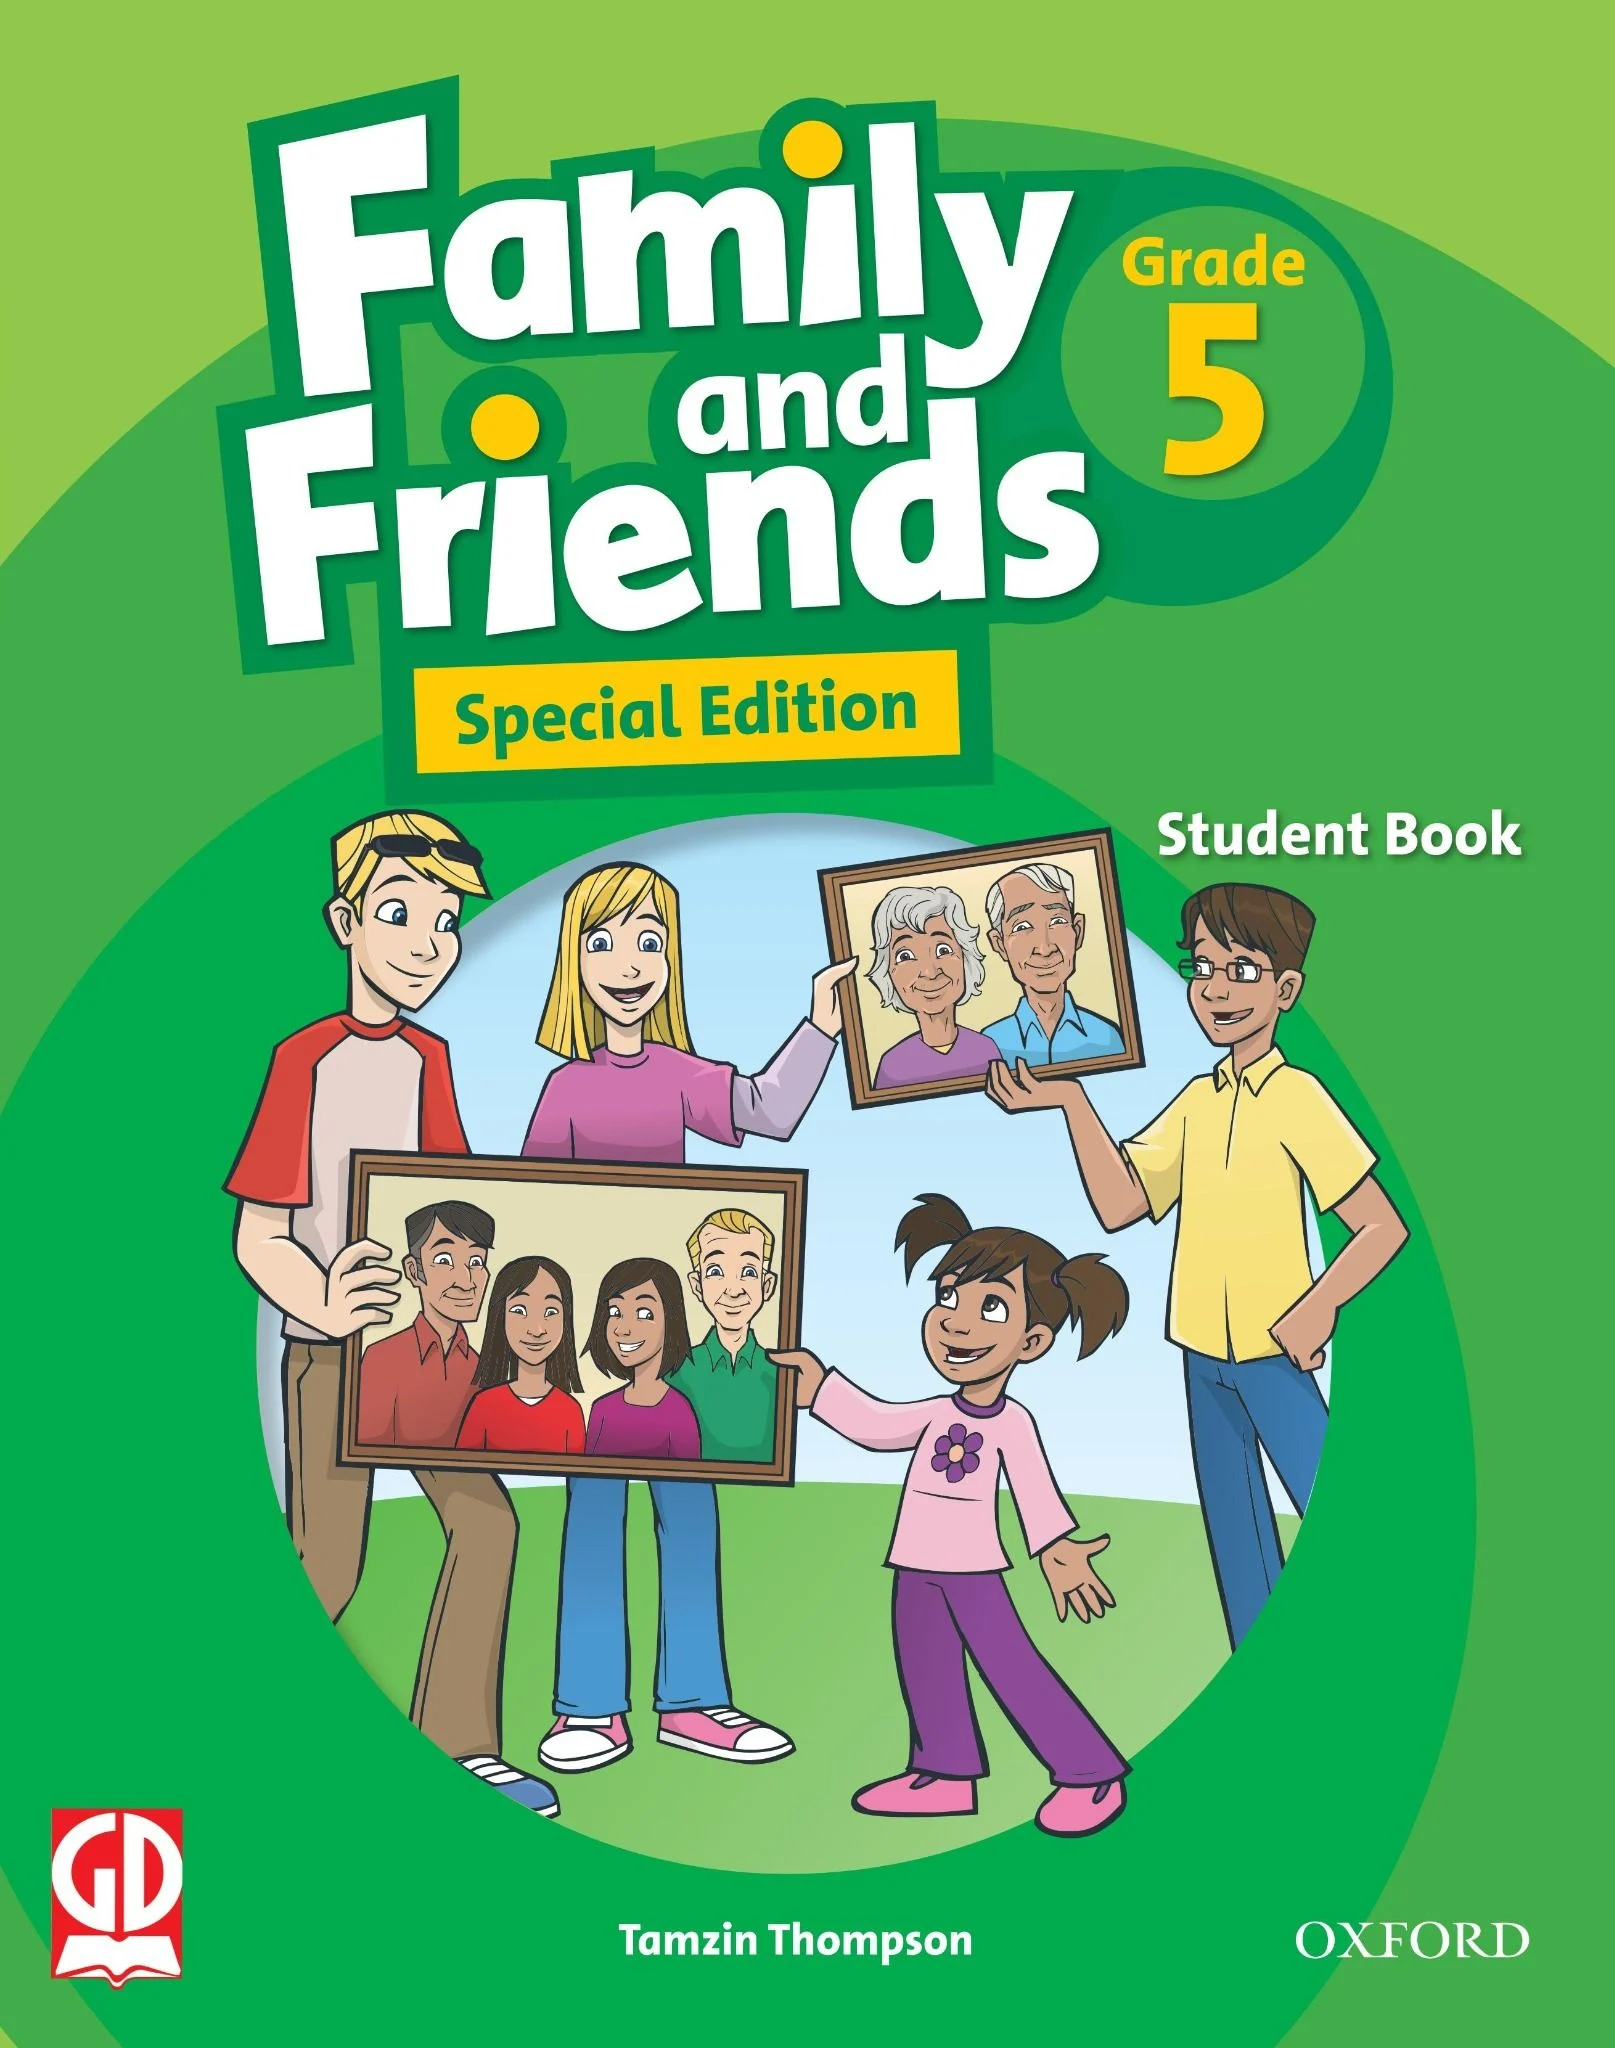 Family
and
Friends
Grade
5
Special Edition
Student Book
GD
Tamzin Thompson
OXFORD